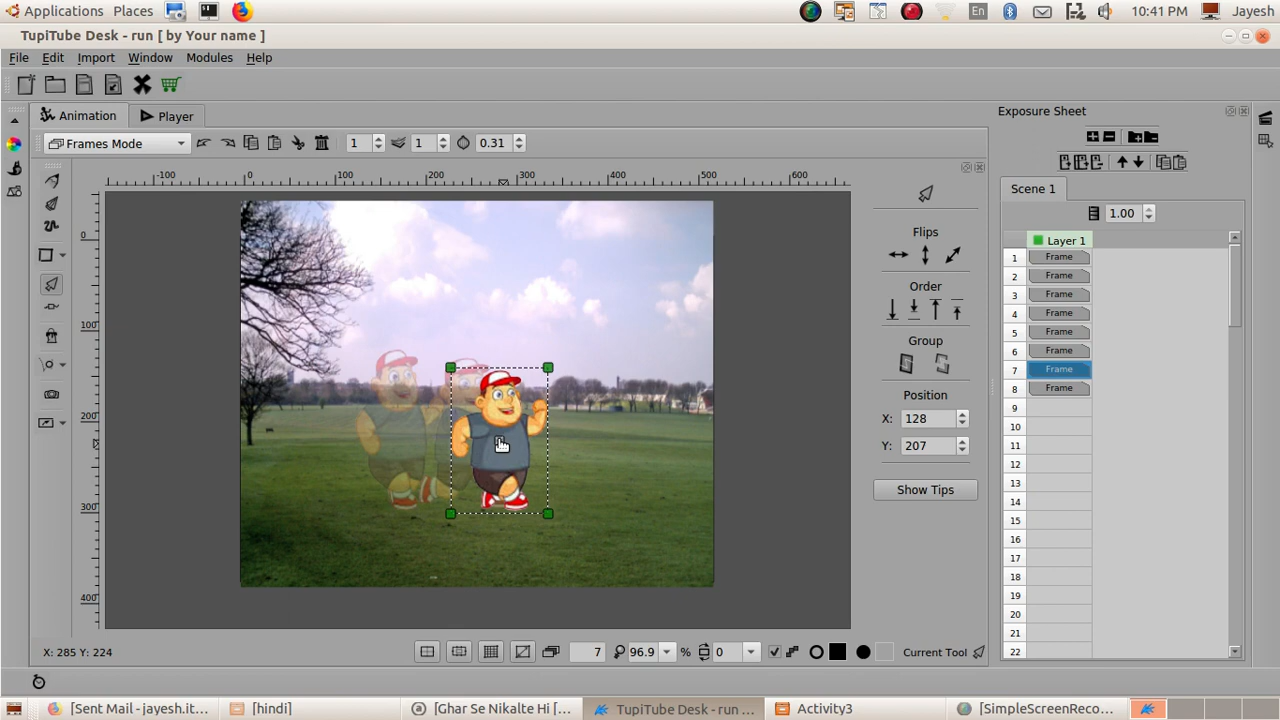 Applications Places En 10:41 PM Jayesh
TupiTube Desk - run [ by Your name ]
File Edit Import Window Modules Help
Animation Player
Exposure Sheet
Frames Mode 1 1 0.31
-100 0 100 200 300 400 500 600
Scene 1
1.00
Layer 1
1 Frame
2 Frame
3 Frame
4 Frame
5 Frame
6 Frame
7 Frame
8 Frame
9
10
11
12
13
14
15
16
17
18
19
20
21
22
0
100
200
300
400
Flips
Order
Group
Position
X: 128
Y: 207
Show Tips
X: 285 Y: 224
7 96.9 % 0 Current Tool
[Sent Mail - jayesh.it... [hindi] [Ghar Se Nikalte Hi [... TupiTube Desk - run ... Activity3 [SimpleScreenReco...